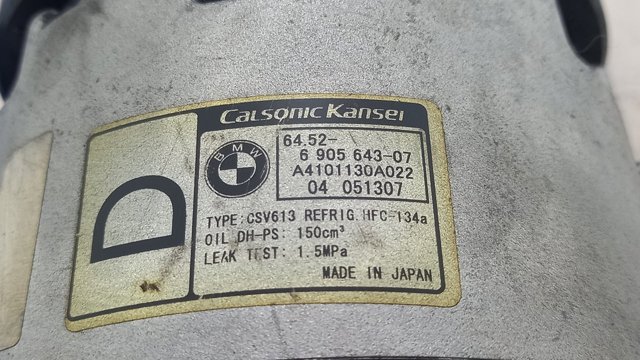 Calsonic Kansei
D
BMW
64.52-
6 905 643-07
A4101130A022
04 051307
TYPE: CSV613 REFRIG. HFC-134a
OIL DH-PS: 150cm³
LEAK TEST: 1.5MPa
MADE IN JAPAN